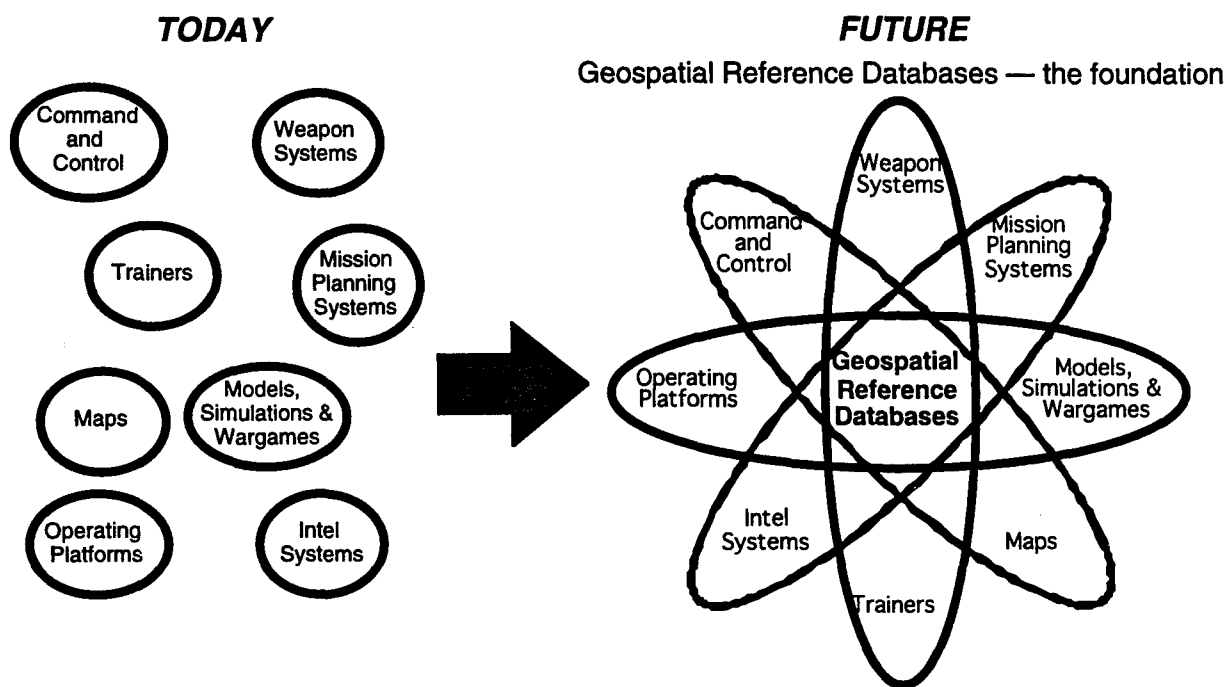 TODAY
Command
and
Control
Weapon
Systems
Trainers
Mission
Planning
Systems
Maps
Models,
Simulations &
Wargames
Operating
Platforms
Intel
Systems
FUTURE
Geospatial Reference Databases — the foundation
Weapon
Systems
Command
and
Control
Mission
Planning
Systems
Operating
Platforms
Geospatial
Reference
Databases
Models,
Simulations &
Wargames
Intel
Systems
Maps
Trainers